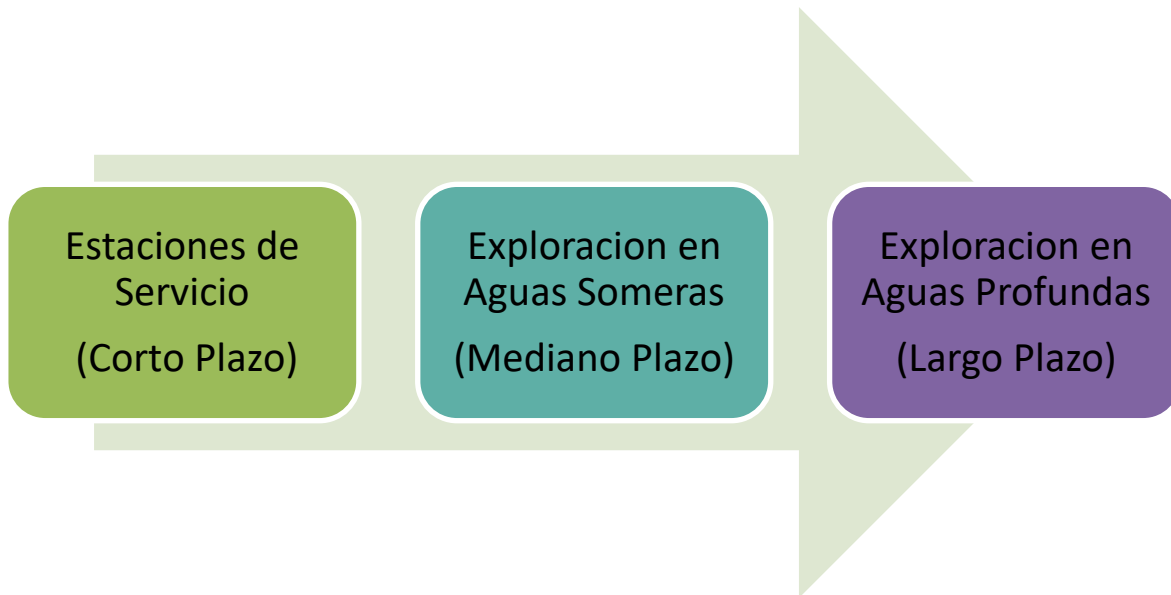 Estaciones de
Servicio
(Corto Plazo)
Exploracion en
Aguas Someras
(Mediano Plazo)
Exploracion en
Aguas Profundas
(Largo Plazo)